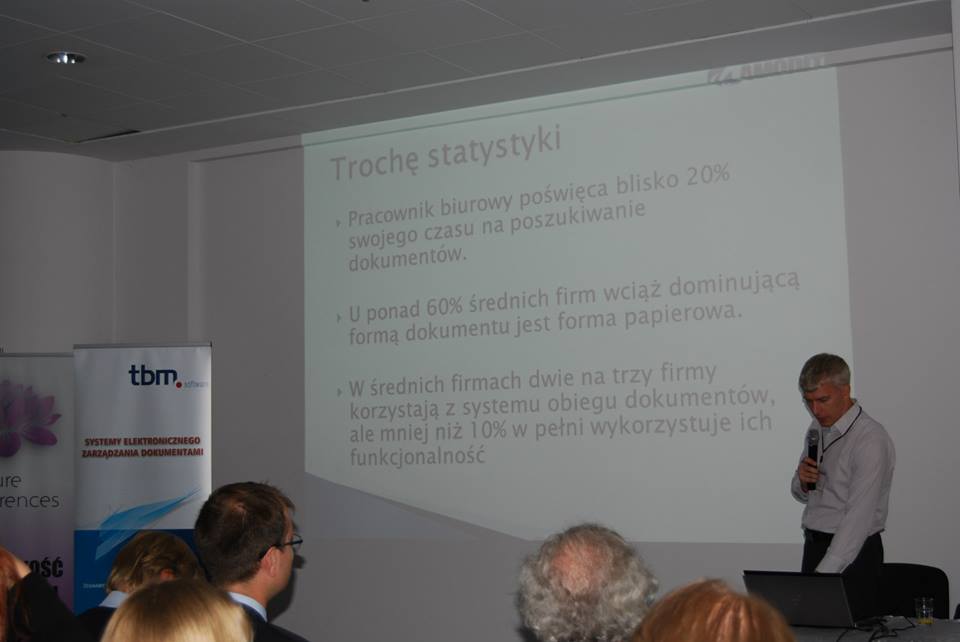 Trochę statystyki
Pracownik biurowy poświęca blisko 20%
swojego czasu na poszukiwanie
dokumentów.
U ponad 60% średnich firm wciąż dominującą
formą dokumentu jest forma papierowa.
W średnich firmach dwie na trzy firmy
korzystają z systemu obiegu dokumentów,
ale mniej niż 10% w pełni wykorzystuje ich
funkcjonalność
tbm.
software
SYSTEMY ELEKTRONICZNEGO
ZARZĄDZANIA DOKUMENTAMI
ure
rences